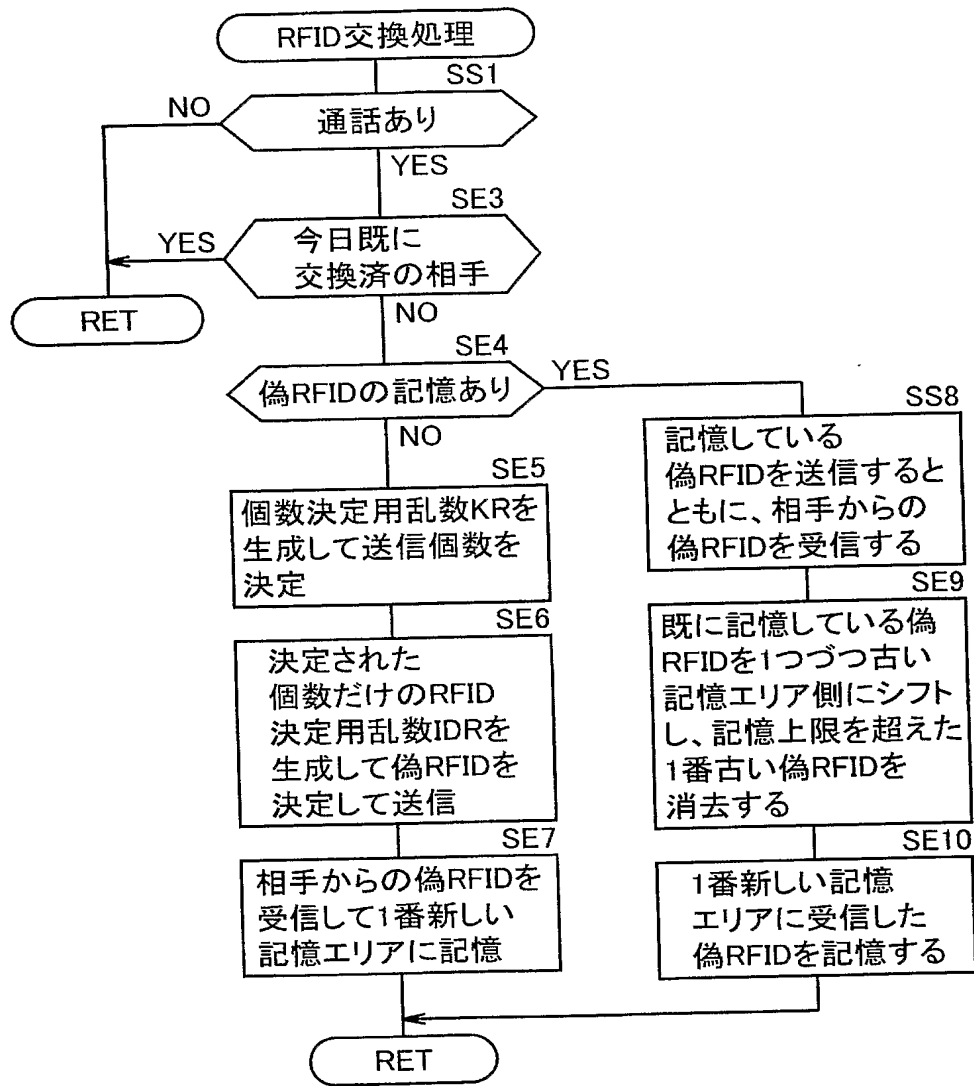 RFID交換処理
SS1
NO
通話あり
YES
SE3
YES
今日既に
交換済の相手
NO
RET
SE4
偽RFIDの記憶あり
YES
NO
SS8
記憶している
偽RFIDを送信すると
ともに、相手からの
偽RFIDを受信する
SE5
個数決定用乱数KRを
生成して送信個数を
決定
SE9
既に記憶している偽
RFIDを1つづつ古い
記憶エリア側にシフト
し、記憶上限を超えた
1番古い偽RFIDを
消去する
SE6
決定された
個数だけのRFID
決定用乱数IDRを
生成して偽RFIDを
決定して送信
SE7
相手からの偽RFIDを
受信して1番新しい
記憶エリアに記憶
SE10
1番新しい記憶
エリアに受信した
偽RFIDを記憶する
RET